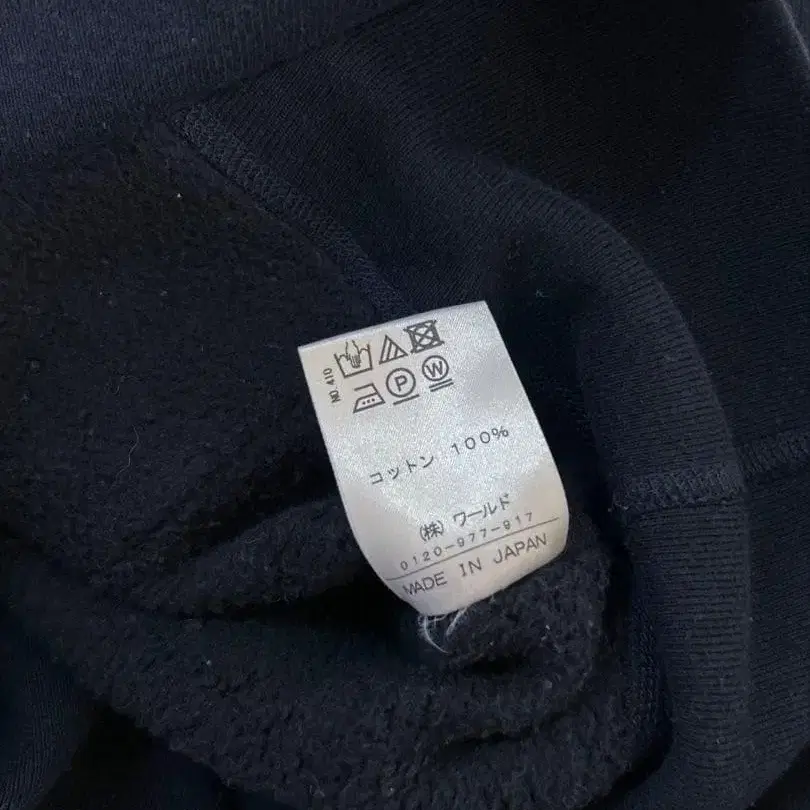 NO.410
P W
コットン 100%
(株) ワールド
0120-977-917
MADE IN JAPAN